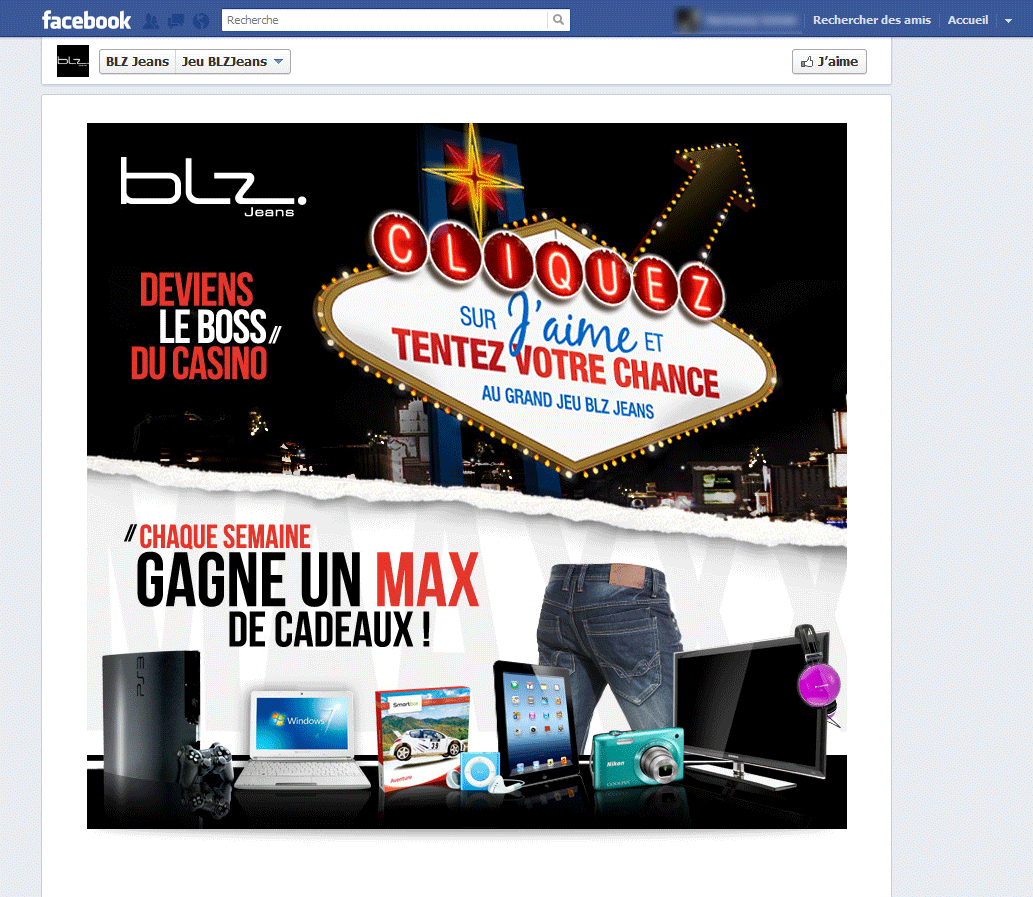 facebook
Recherche
Rechercher des amis
Accueil
blz
BLZ Jeans
Jeu BLZJeans
J'aime
blz.
Jeans
DEVIENS
LE BOSS //
DU CASINO
CLIQUEZ
SUR J'aime ET
TENTEZ VOTRE CHANCE
AU GRAND JEU BLZ JEANS
// CHAQUE SEMAINE
GAGNE UN MAX
DE CADEAUX !
PS3
Windows 7
Smartbox
33
Aventure
Nikon
COOLPIX